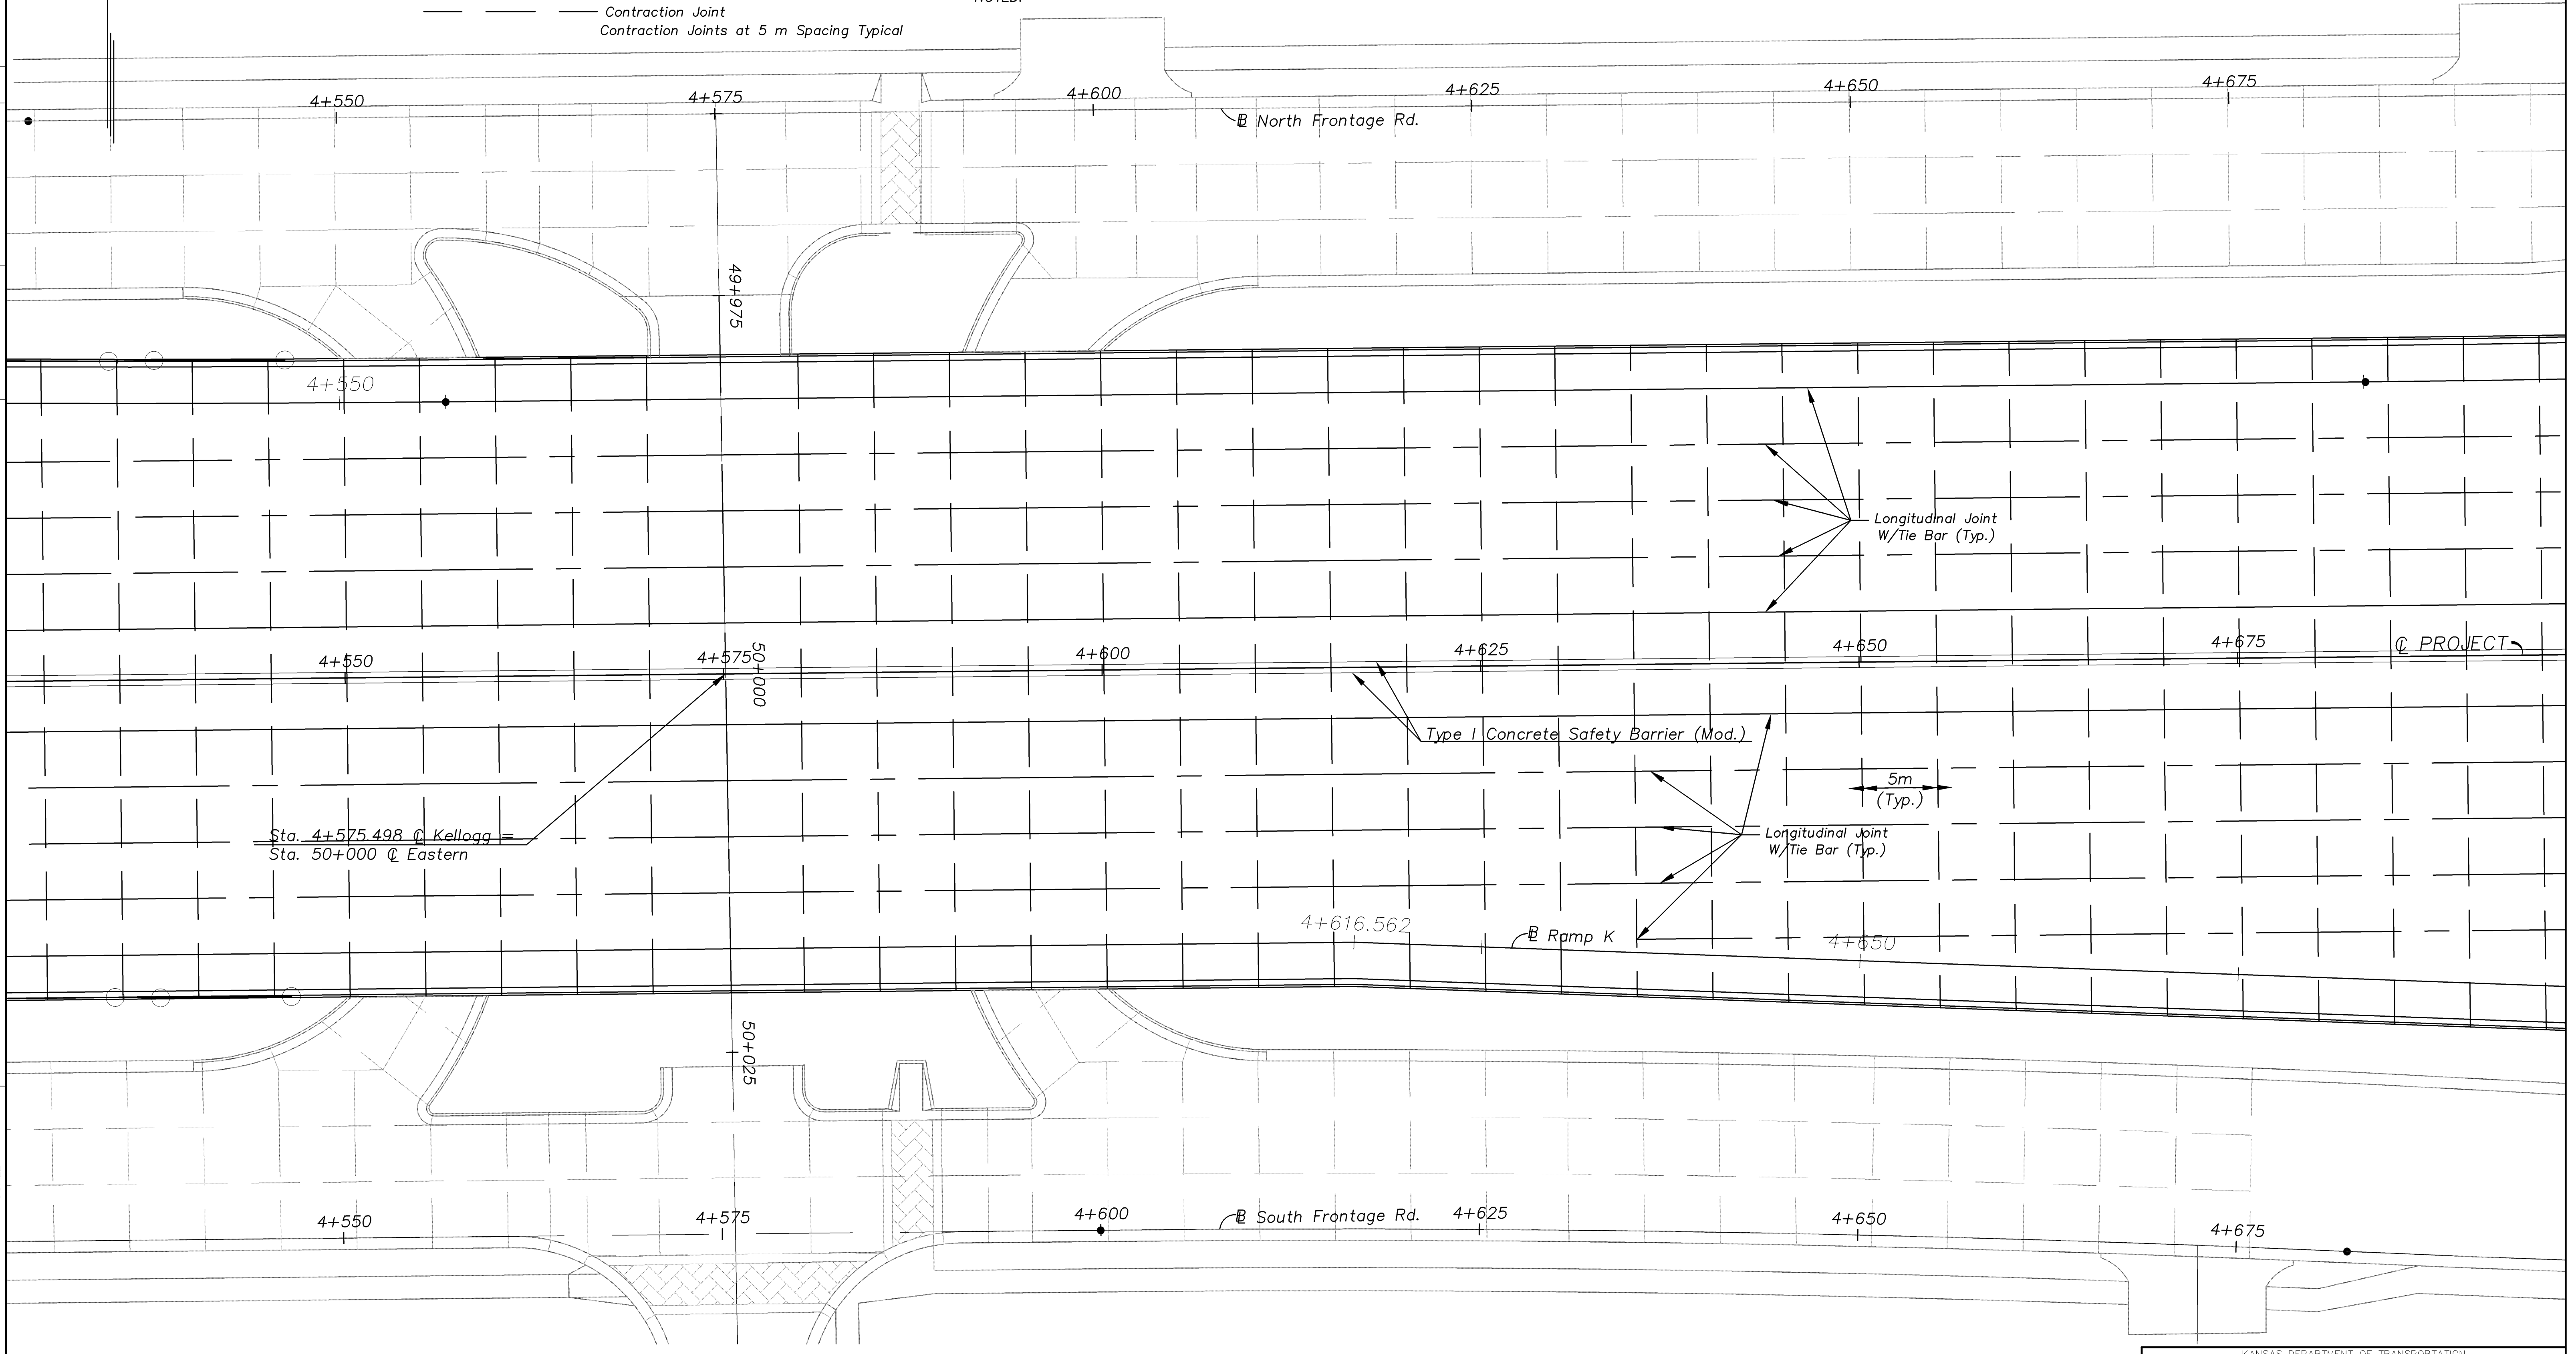 NOTED.
Contraction Joint
Contraction Joints at 5 m Spacing Typical
4+550
4+575
4+600
4+625
4+650
4+675
℄ North Frontage Rd.
49+975
4+550
Longitudinal Joint
W/Tie Bar (Typ.)
4+550
4+575
50+000
4+600
4+625
4+650
4+675
℄ PROJECT
Type I Concrete Safety Barrier (Mod.)
5m
(Typ.)
Sta. 4+575.498 ℄ Kellogg =
Sta. 50+000 ℄ Eastern
Longitudinal Joint
W/Tie Bar (Typ.)
4+616.562
BL Ramp K
4+650
50+025
4+550
4+575
4+600
BL South Frontage Rd.
4+625
4+650
4+675
KANSAS DEPARTMENT OF TRANSPORTATION